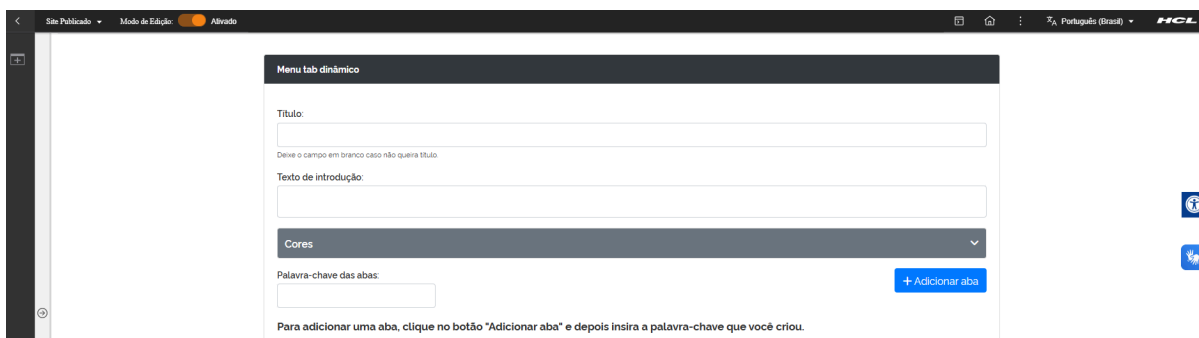 Site Publicado Modo de Edição: Ativado Português (Brasil) HCL
Menu tab dinâmico
Título:
Deixe o campo em branco caso não queira título.
Texto de introdução:
Cores
Palavra-chave das abas:
+ Adicionar aba
Para adicionar uma aba, clique no botão "Adicionar aba" e depois insira a palavra-chave que você criou.